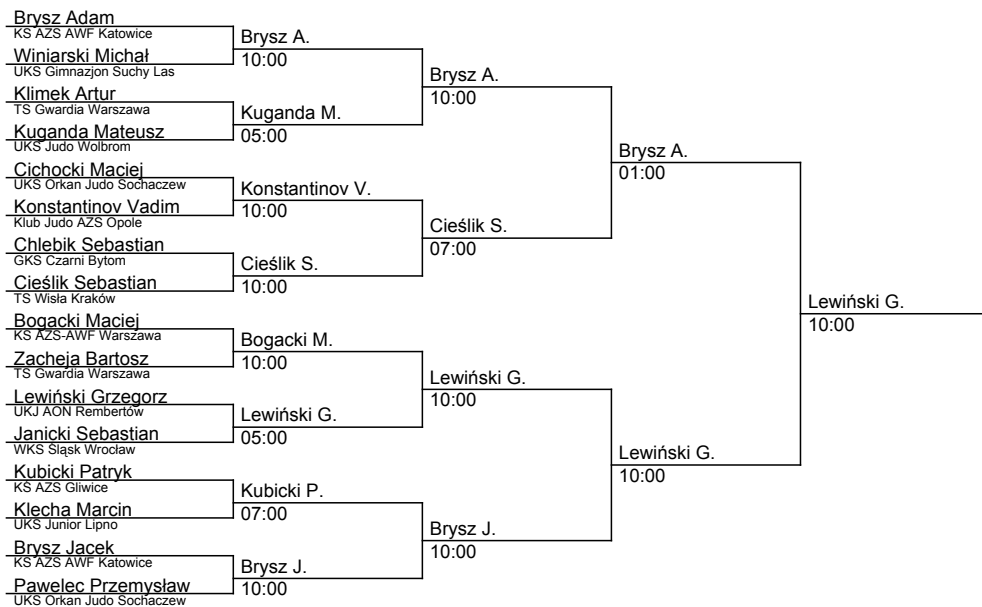 Brysz Adam
KS AZS AWF Katowice
Winiarski Michał
UKS Gimnazjon Suchy Las
Klimek Artur
TS Gwardia Warszawa
Kuganda Mateusz
UKS Judo Wolbrom
Cichocki Maciej
UKS Orkan Judo Sochaczew
Konstantinov Vadim
Klub Judo AZS Opole
Chlebik Sebastian
GKS Czarni Bytom
Cieślik Sebastian
TS Wisła Kraków
Bogacki Maciej
KS AZS-AWF Warszawa
Zacheja Bartosz
TS Gwardia Warszawa
Lewiński Grzegorz
UKJ AON Rembertów
Janicki Sebastian
WKS Śląsk Wrocław
Kubicki Patryk
KS AZS Gliwice
Klecha Marcin
UKS Junior Lipno
Brysz Jacek
KS AZS AWF Katowice
Pawelec Przemysław
UKS Orkan Judo Sochaczew
Brysz A.
10:00
Kuganda M.
05:00
Konstantinov V.
10:00
Cieślik S.
10:00
Bogacki M.
10:00
Lewiński G.
05:00
Kubicki P.
07:00
Brysz J.
10:00
Brysz A.
10:00
Cieślik S.
07:00
Lewiński G.
10:00
Brysz J.
10:00
Brysz A.
01:00
Lewiński G.
10:00
Lewiński G.
10:00